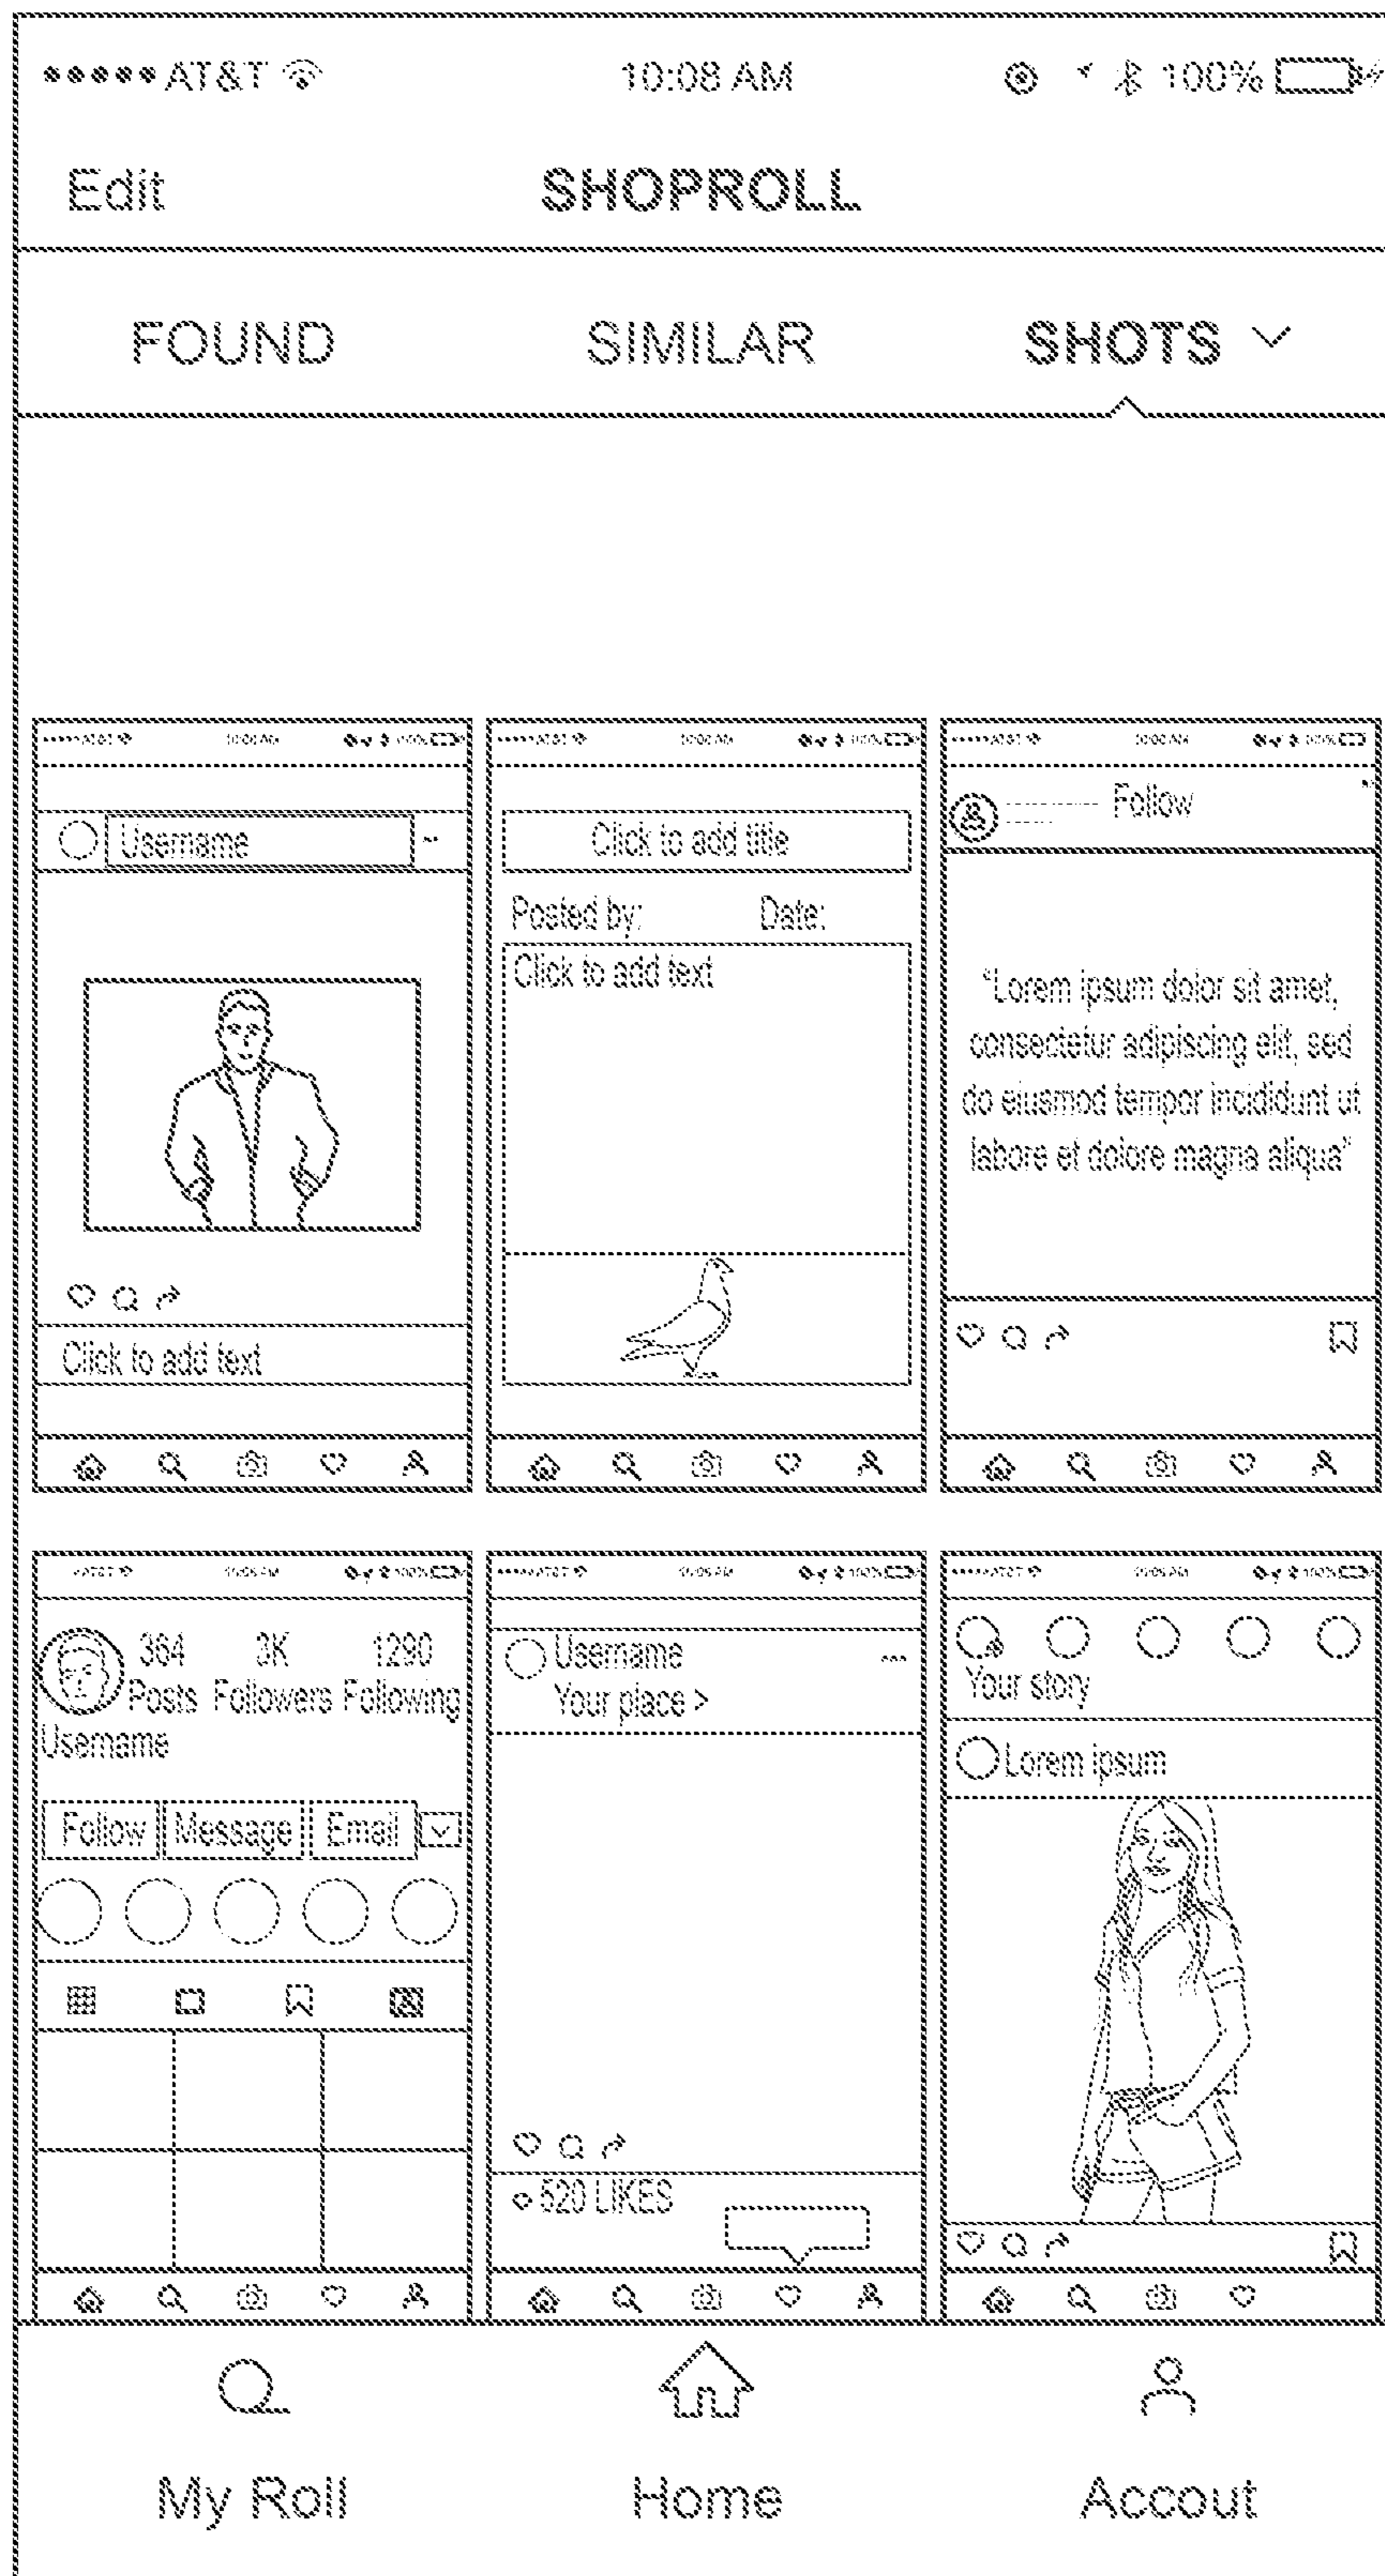 AT&T 10:08 AM 100%
Edit SHOPROLL
FOUND SIMILAR SHOTS
Username
Click to add text
Click to add title
Posted by: Date:
Click to add text
Follow
“Lorem ipsum dolor sit amet,
consectetur adipiscing elit, sed
do eiusmod tempor incididunt ut
labore et dolore magna aliqua”
364 3K 1290
Posts Followers Following
Username
Follow Message Email
Username
Your place >
520 LIKES
Your story
Lorem ipsum
My Roll Home Accout